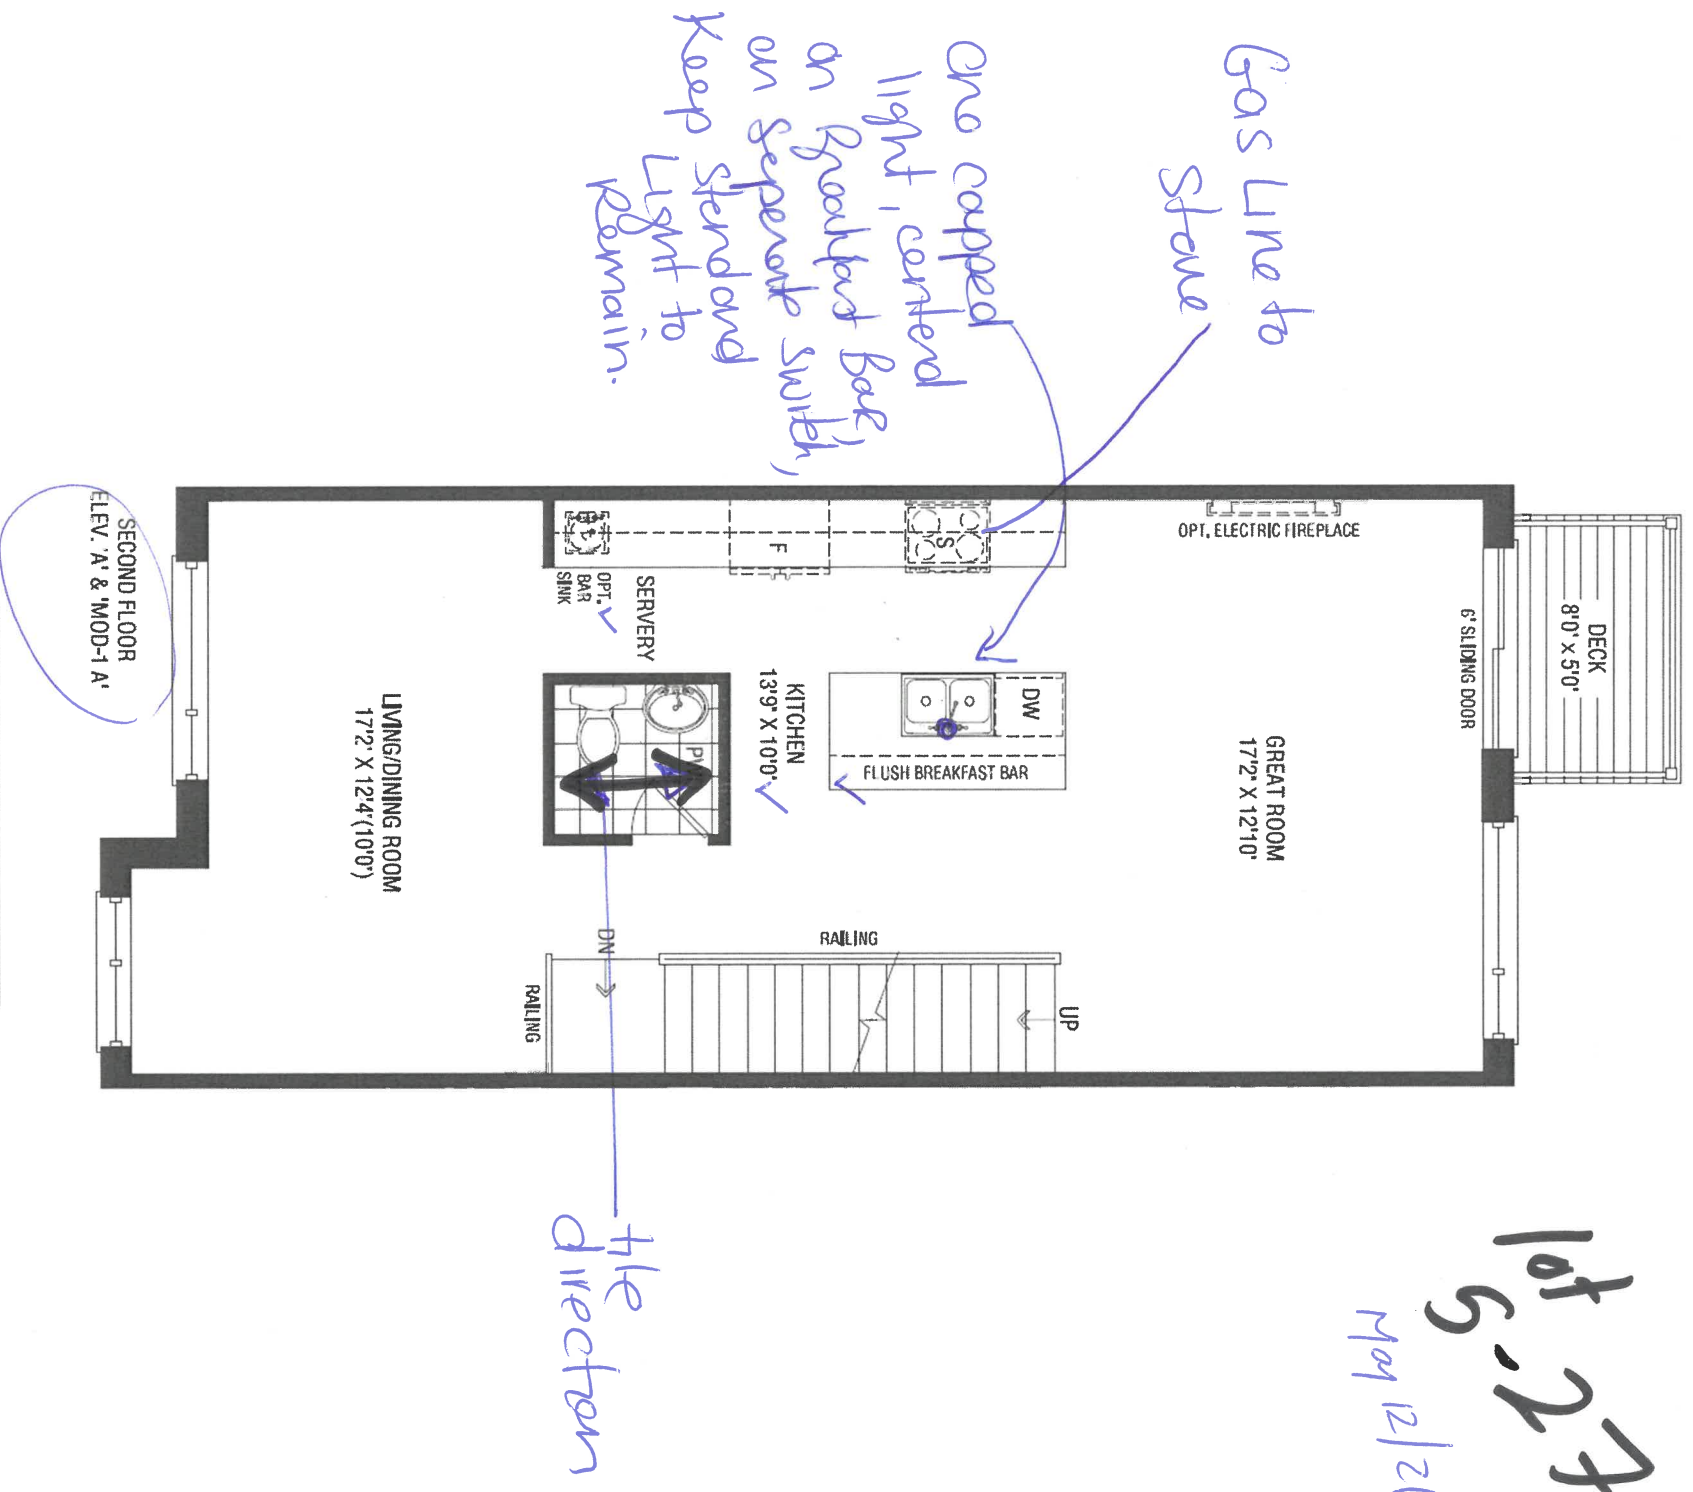 lot
5.27
May 12/2
Gas Line to
Stove
One capped
light, centerd
on Breakfast Bar,
on Seperate switch,
Keep Standard
Light to
Remain.
DECK
8'0" x 5'0"
6' SLIDING DOOR
OPT. ELECTRIC FIREPLACE
GREAT ROOM
17'2" X 12'10"
UP
DW
FLUSH BREAKFAST BAR
S
RAILING
KITCHEN
13'9" X 10'0"
F
SERVERY
OPT.
BAR
SINK
DN
RAILING
tile
direction
LIVING/DINING ROOM
17'2" X 12'4"(10'0")
SECOND FLOOR
ELEV. 'A' & 'MOD-1 A'